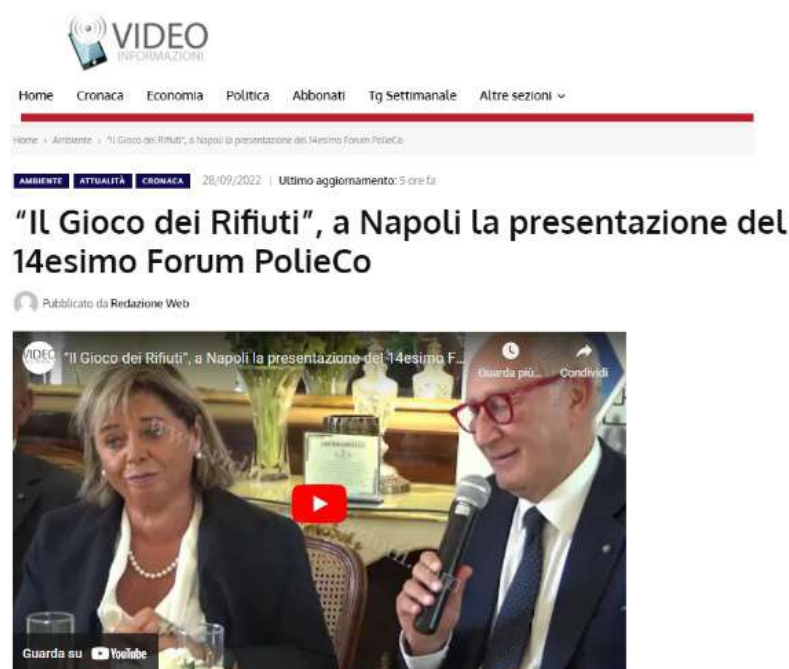 VIDEO
INFORMAZIONI
Home Cronaca Economia Politica Abbonati Tg Settimanale Altre sezioni
Home › Ambiente › "Il Gioco dei Rifiuti", a Napoli la presentazione del 14esimo Forum PolieCo
AMBIENTE ATTUALITÀ CRONACA 28/09/2022 | Ultimo aggiornamento: 5 ore fa
"Il Gioco dei Rifiuti", a Napoli la presentazione del
14esimo Forum PolieCo
Pubblicato da Redazione Web
VIDEO "Il Gioco dei Rifiuti", a Napoli la presentazione del 14esimo F...
Guarda più... Condividi
Guarda su YouTube